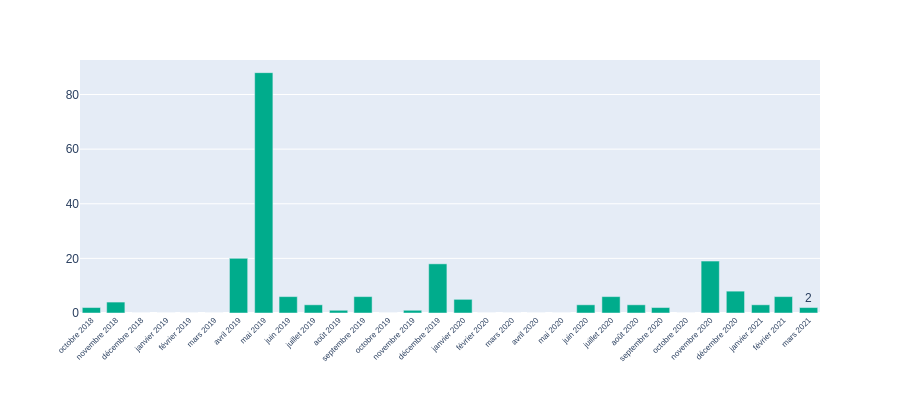 80
60
40
20
0
2
octobre 2018
novembre 2018
décembre 2018
janvier 2019
février 2019
mars 2019
avril 2019
mai 2019
juin 2019
juillet 2019
août 2019
septembre 2019
octobre 2019
novembre 2019
décembre 2019
janvier 2020
février 2020
mars 2020
avril 2020
mai 2020
juin 2020
juillet 2020
août 2020
septembre 2020
octobre 2020
novembre 2020
décembre 2020
janvier 2021
février 2021
mars 2021